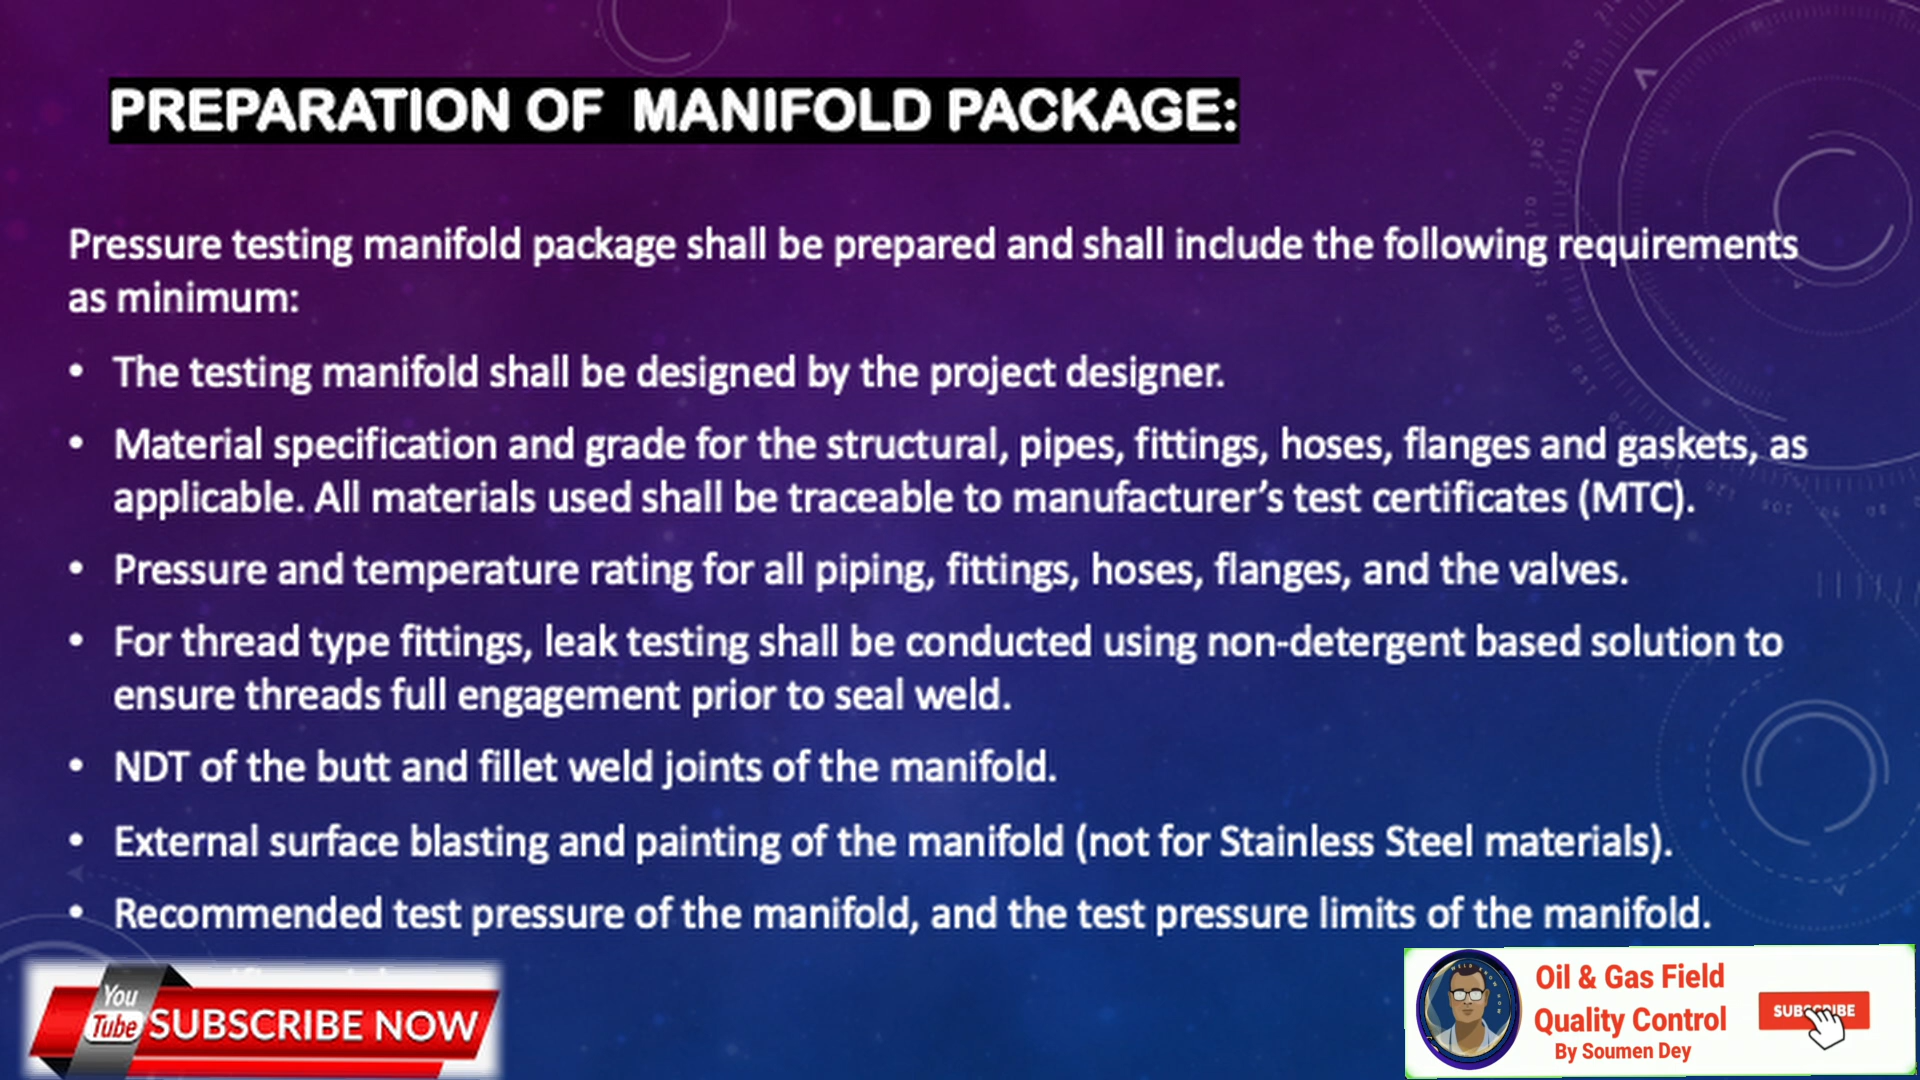 PREPARATION OF MANIFOLD PACKAGE:
Pressure testing manifold package shall be prepared and shall include the following requirements
as minimum:
• The testing manifold shall be designed by the project designer.
• Material specification and grade for the structural, pipes, fittings, hoses, flanges and gaskets, as
applicable. All materials used shall be traceable to manufacturer’s test certificates (MTC).
• Pressure and temperature rating for all piping, fittings, hoses, flanges, and the valves.
• For thread type fittings, leak testing shall be conducted using non-detergent based solution to
ensure threads full engagement prior to seal weld.
• NDT of the butt and fillet weld joints of the manifold.
• External surface blasting and painting of the manifold (not for Stainless Steel materials).
• Recommended test pressure of the manifold, and the test pressure limits of the manifold.
You
Tube SUBSCRIBE NOW
Oil & Gas Field
Quality Control
By Soumen Dey
SUBSCRIBE